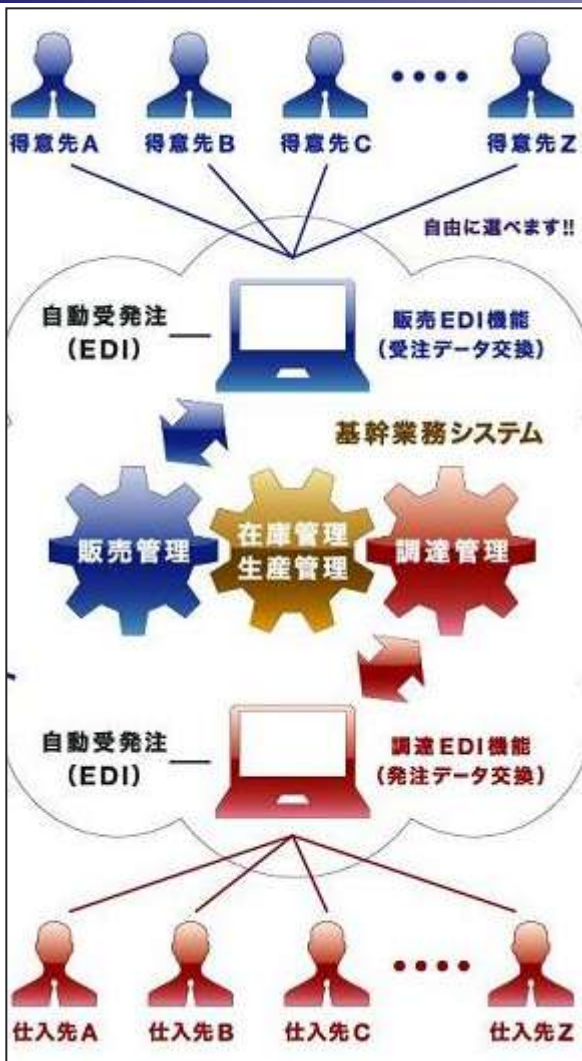 得意先A
得意先B
得意先C
得意先Z
自由に選べます!!
自動受発注
(EDI)
販売EDI機能
(受注データ交換)
基幹業務システム
販売管理
在庫管理
生産管理
調達管理
自動受発注
(EDI)
調達EDI機能
(発注データ交換)
仕入先A
仕入先B
仕入先C
仕入先Z